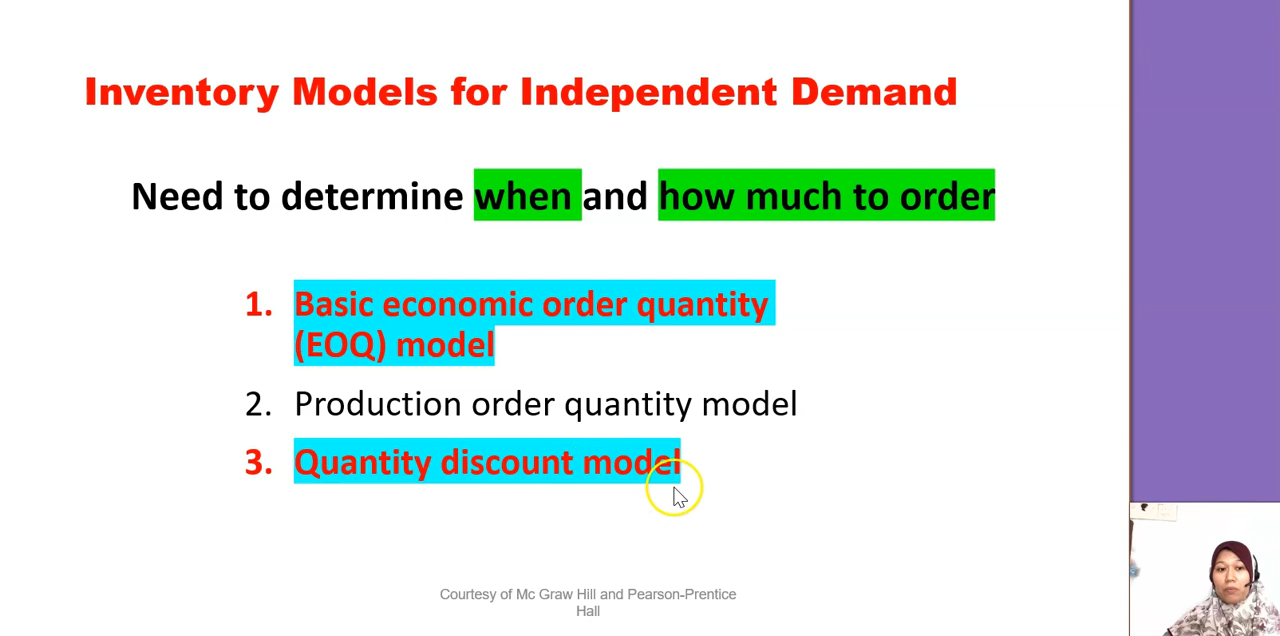 Inventory Models for Independent Demand
Need to determine when and how much to order
1. Basic economic order quantity
(EOQ) model
2. Production order quantity model
3. Quantity discount model
Courtesy of Mc Graw Hill and Pearson-Prentice
Hall